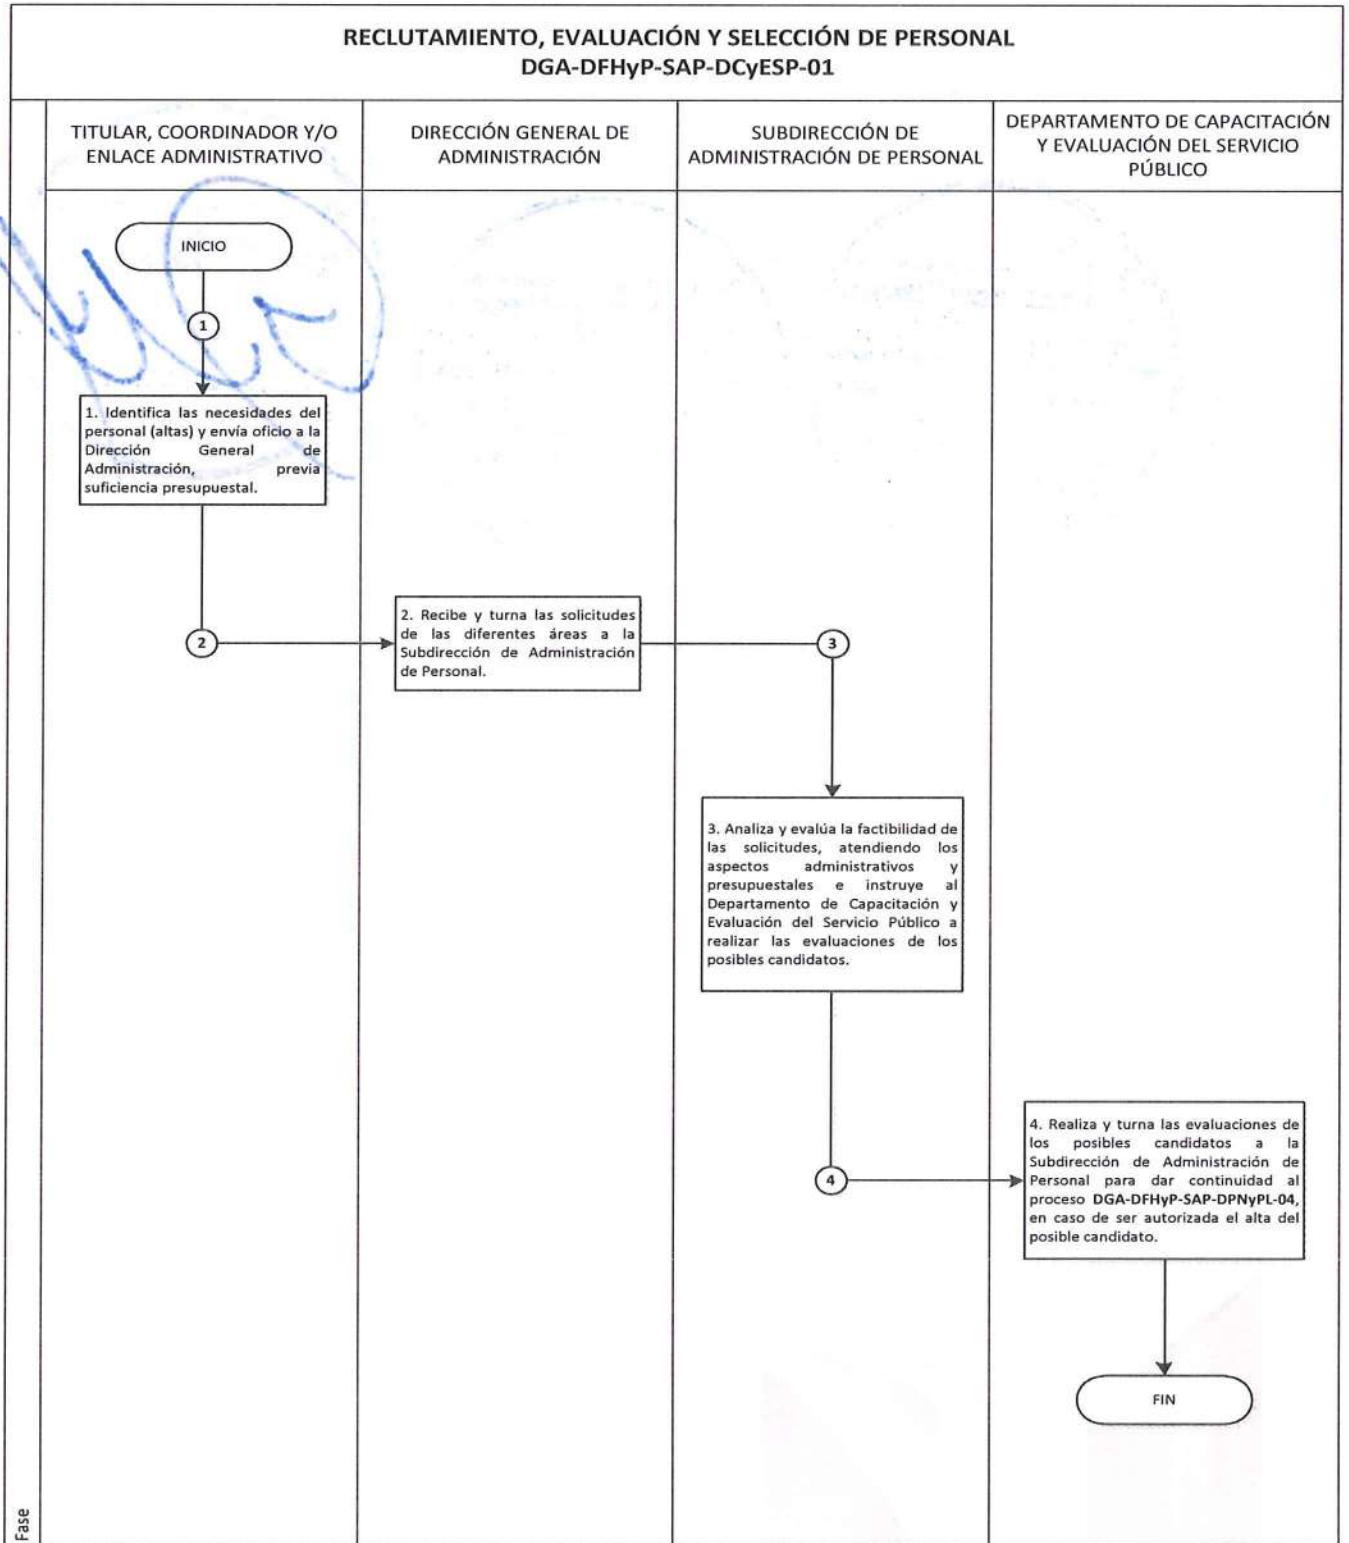 RECLUTAMIENTO, EVALUACIÓN Y SELECCIÓN DE PERSONAL
DGA-DFHyP-SAP-DCyESP-01
TITULAR, COORDINADOR Y/O
ENLACE ADMINISTRATIVO
DIRECCIÓN GENERAL DE
ADMINISTRACIÓN
SUBDIRECCIÓN DE
ADMINISTRACIÓN DE PERSONAL
DEPARTAMENTO DE CAPACITACIÓN
Y EVALUACIÓN DEL SERVICIO
PÚBLICO
INICIO
1
1. Identifica las necesidades del
personal (altas) y envía oficio a la
Dirección General de
Administración, previa
suficiencia presupuestal.
2
2. Recibe y turna las solicitudes
de las diferentes áreas a la
Subdirección de Administración
de Personal.
3
3. Analiza y evalúa la factibilidad de
las solicitudes, atendiendo los
aspectos administrativos y
presupuestales e instruye al
Departamento de Capacitación y
Evaluación del Servicio Público a
realizar las evaluaciones de los
posibles candidatos.
4
4. Realiza y turna las evaluaciones de
los posibles candidatos a la
Subdirección de Administración de
Personal para dar continuidad al
proceso DGA-DFHyP-SAP-DPNyPL-04,
en caso de ser autorizada el alta del
posible candidato.
FIN
Fase